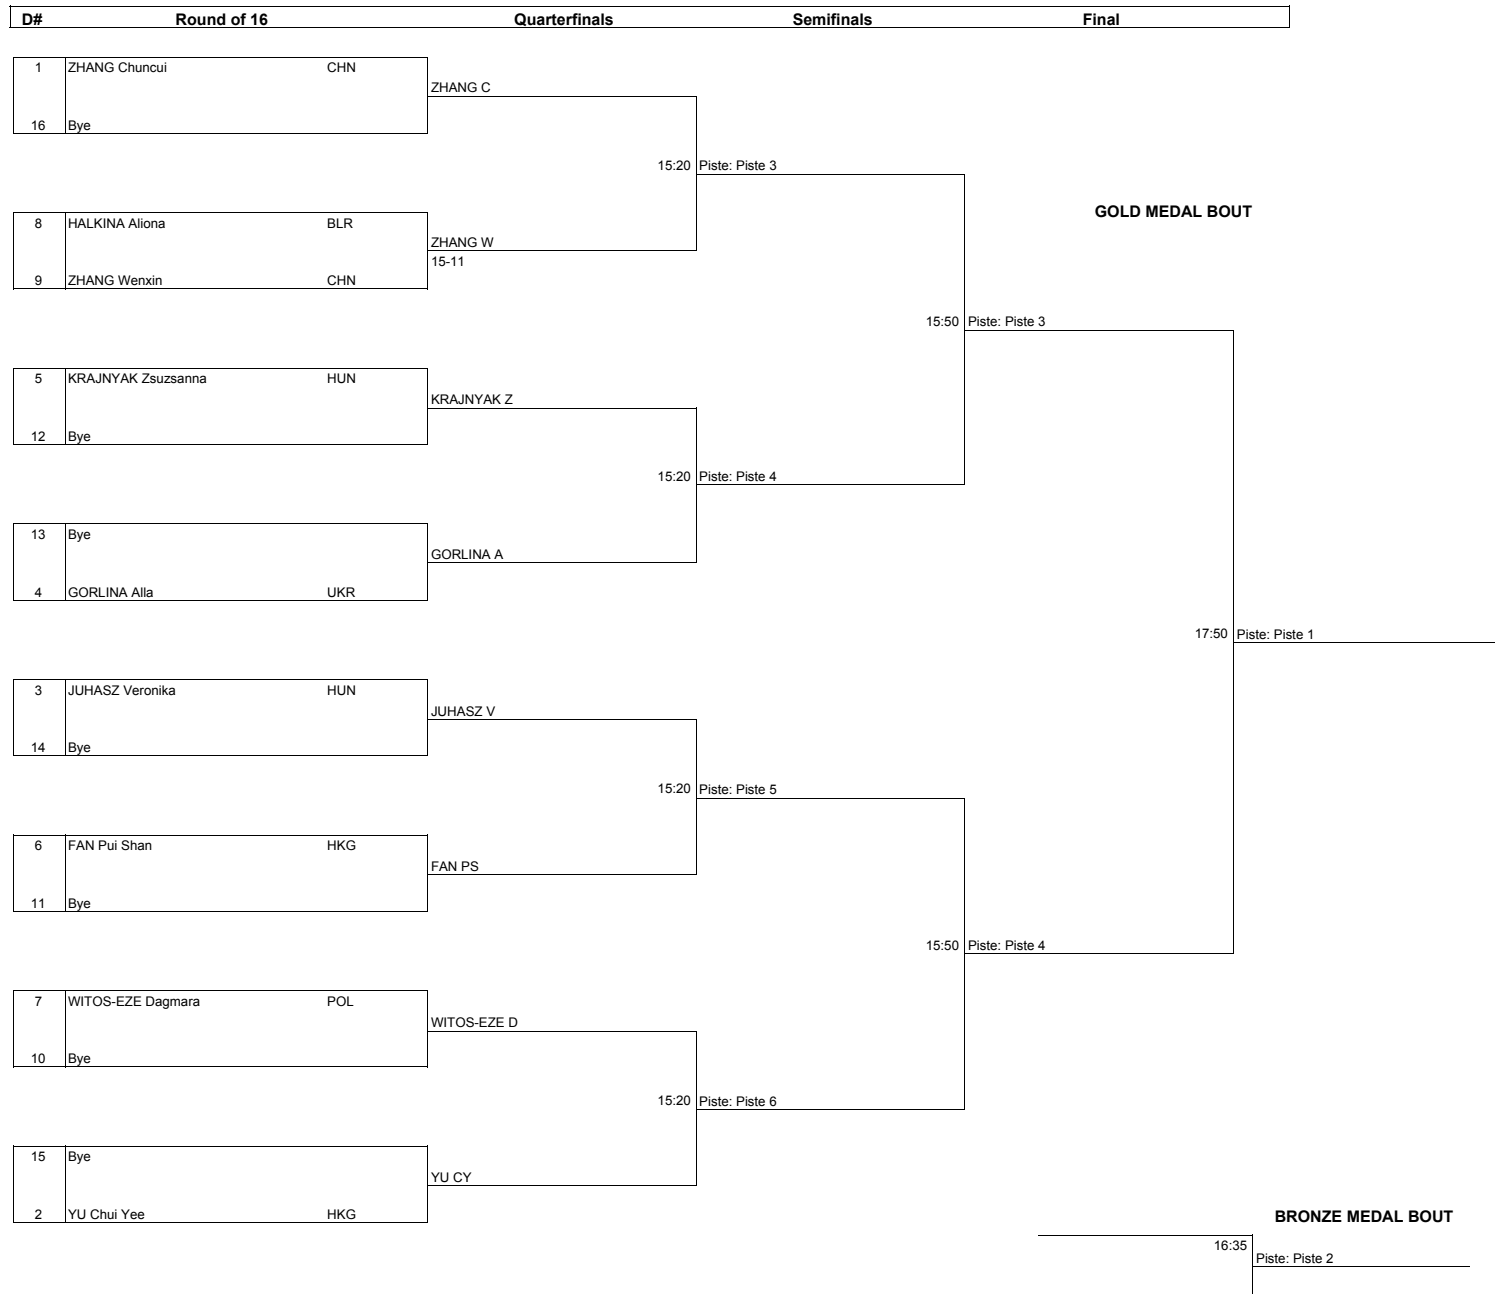 D# Round of 16 Quarterfinals Semifinals Final
1 ZHANG Chuncui CHN
ZHANG C
16 Bye
15:20 Piste: Piste 3
GOLD MEDAL BOUT
8 HALKINA Aliona BLR
ZHANG W
15-11
9 ZHANG Wenxin CHN
15:50 Piste: Piste 3
5 KRAJNYAK Zsuzsanna HUN
KRAJNYAK Z
12 Bye
15:20 Piste: Piste 4
13 Bye
GORLINA A
4 GORLINA Alla UKR
17:50 Piste: Piste 1
3 JUHASZ Veronika HUN
JUHASZ V
14 Bye
15:20 Piste: Piste 5
6 FAN Pui Shan HKG
FAN PS
11 Bye
15:50 Piste: Piste 4
7 WITOS-EZE Dagmara POL
WITOS-EZE D
10 Bye
15:20 Piste: Piste 6
15 Bye
YU CY
2 YU Chui Yee HKG
BRONZE MEDAL BOUT
16:35
Piste: Piste 2